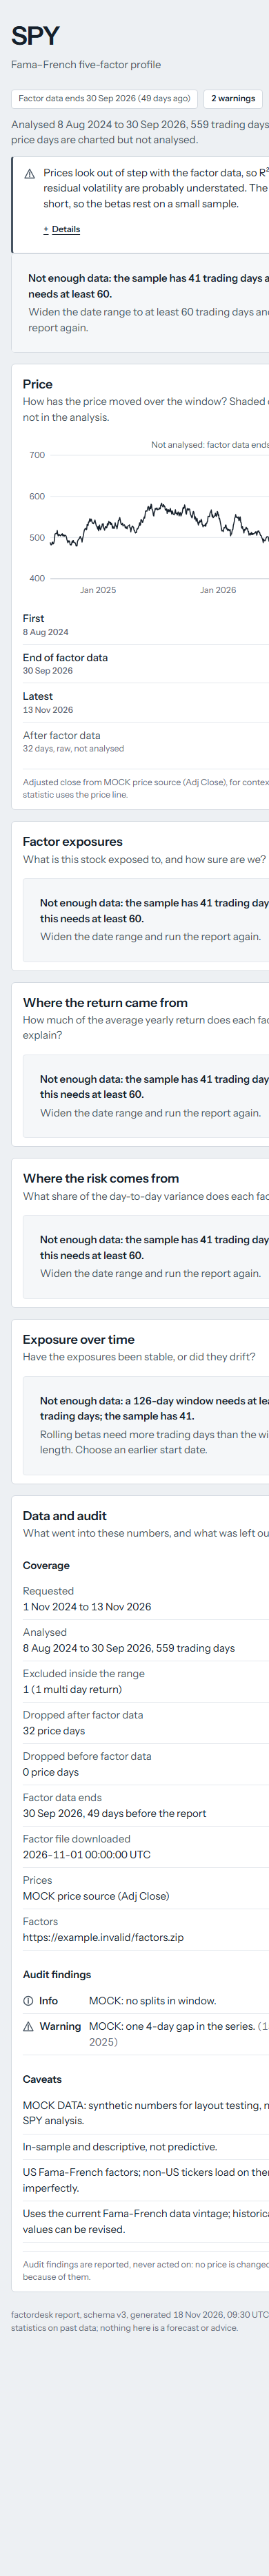 SPY
Fama–French five-factor profile
Factor data ends 30 Sep 2026 (49 days ago)
2 warnings
Analysed 8 Aug 2024 to 30 Sep 2026, 559 trading days
price days are charted but not analysed.
Prices look out of step with the factor data, so R²
residual volatility are probably understated. The
short, so the betas rest on a small sample.
+ Details
Not enough data: the sample has 41 trading days a
needs at least 60.
Widen the date range to at least 60 trading days and
report again.
Price
How has the price moved over the window? Shaded
not in the analysis.
Not analysed: factor data ends
700
600
500
400
Jan 2025
Jan 2026
First
8 Aug 2024
End of factor data
30 Sep 2026
Latest
13 Nov 2026
After factor data
32 days, raw, not analysed
Adjusted close from MOCK price source (Adj Close), for contex
statistic uses the price line.
Factor exposures
What is this stock exposed to, and how sure are we?
Not enough data: the sample has 41 trading day
this needs at least 60.
Widen the date range and run the report again.
Where the return came from
How much of the average yearly return does each fac
explain?
Not enough data: the sample has 41 trading day
this needs at least 60.
Widen the date range and run the report again.
Where the risk comes from
What share of the day-to-day variance does each fac
Not enough data: the sample has 41 trading day
this needs at least 60.
Widen the date range and run the report again.
Exposure over time
Have the exposures been stable, or did they drift?
Not enough data: a 126-day window needs at lea
trading days; the sample has 41.
Rolling betas need more trading days than the wi
length. Choose an earlier start date.
Data and audit
What went into these numbers, and what was left ou
Coverage
Requested
1 Nov 2024 to 13 Nov 2026
Analysed
8 Aug 2024 to 30 Sep 2026, 559 trading days
Excluded inside the range
1 (1 multi day return)
Dropped after factor data
32 price days
Dropped before factor data
0 price days
Factor data ends
30 Sep 2026, 49 days before the report
Factor file downloaded
2026-11-01 00:00:00 UTC
Prices
MOCK price source (Adj Close)
Factors
https://example.invalid/factors.zip
Audit findings
Info MOCK: no splits in window.
Warning MOCK: one 4-day gap in the series. (1
2025)
Caveats
MOCK DATA: synthetic numbers for layout testing, n
SPY analysis.
In-sample and descriptive, not predictive.
US Fama-French factors; non-US tickers load on the
imperfectly.
Uses the current Fama-French data vintage; historica
values can be revised.
Audit findings are reported, never acted on: no price is changed
because of them.
factordesk report, schema v3, generated 18 Nov 2026, 09:30 UTC
statistics on past data; nothing here is a forecast or advice.